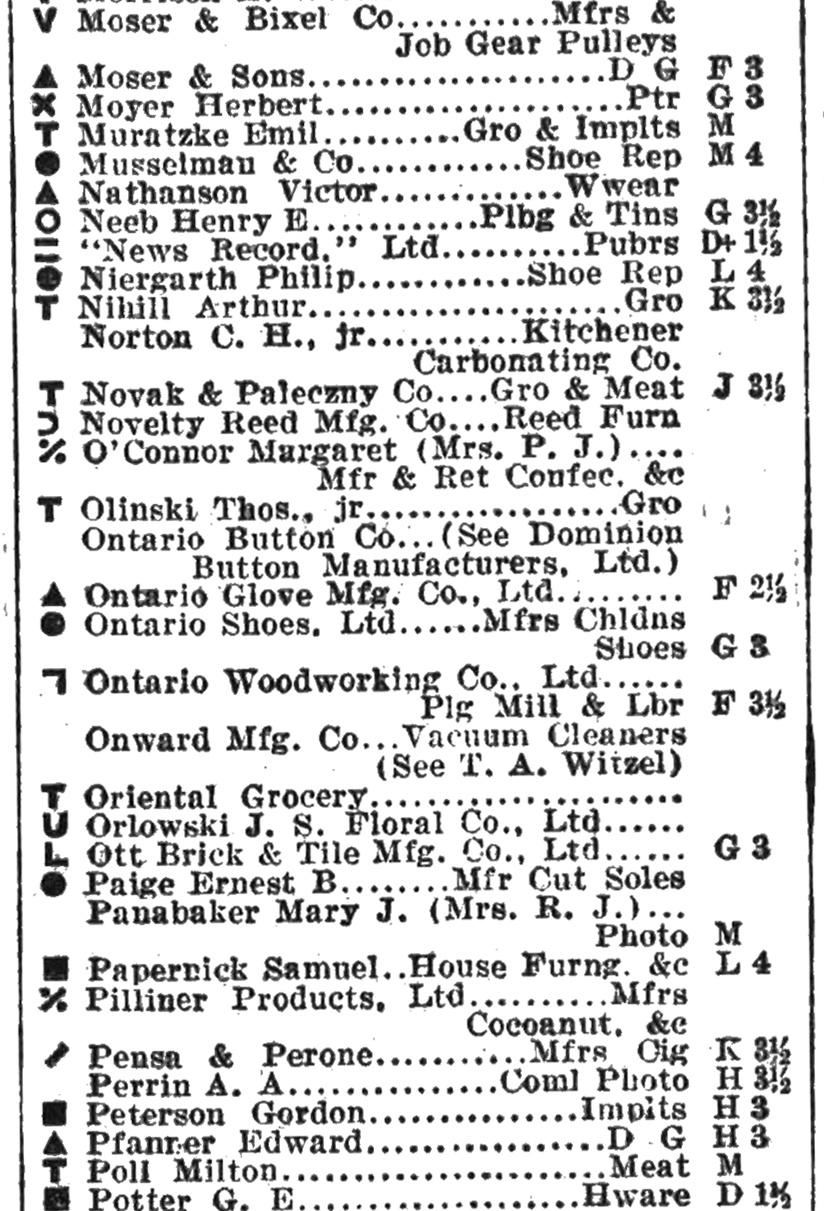 V Moser & Bixel Co...........Mfrs &
Job Gear Pulleys
▲ Moser & Sons......................D G F 3
✖ Moyer Herbert......................Ptr G 3
T Muratzke Emil..........Gro & Implts M
● Musselman & Co............Shoe Rep M 4
▲ Nathanson Victor.............Wwear
O Neeb Henry E............Plbg & Tins G 3½
= "News Record," Ltd..........Pubrs D+ 1½
● Niergarth Philip............Shoe Rep L 4
T Nihill Arthur.......................Gro K 3½
Norton C. H., jr...........Kitchener
Carbonating Co.
T Novak & Paleczny Co....Gro & Meat J 3½
Novelty Reed Mfg. Co....Reed Furn
% O'Connor Margaret (Mrs. P. J.)....
Mfr & Ret Confec. &c
T Olinski Thos., jr..................Gro
Ontario Button Co...(See Dominion
Button Manufacturers, Ltd.)
▲ Ontario Glove Mfg. Co., Ltd......... F 2½
● Ontario Shoes, Ltd......Mfrs Chldns
Shoes G 3
Ontario Woodworking Co., Ltd......
Plg Mill & Lbr F 3½
Onward Mfg. Co...Vacuum Cleaners
(See T. A. Witzel)
T Oriental Grocery......................
U Orlowski J. S. Floral Co., Ltd......
L Ott Brick & Tile Mfg. Co., Ltd...... G 3
● Paige Ernest B........Mfr Cut Soles
Panabaker Mary J. (Mrs. R. J.)...
Photo M
■ Papernick Samuel..House Furng. &c L 4
% Pilliner Products, Ltd..........Mfrs
Cocoanut, &c
Pensa & Perone...........Mfrs Cig K 3½
Perrin A. A...............Coml Photo H 3½
■ Peterson Gordon...............Implts H 3
▲ Pfanner Edward..................D G H 3
T Poll Milton........................Meat M
■ Potter G. E....................Hware D 1½